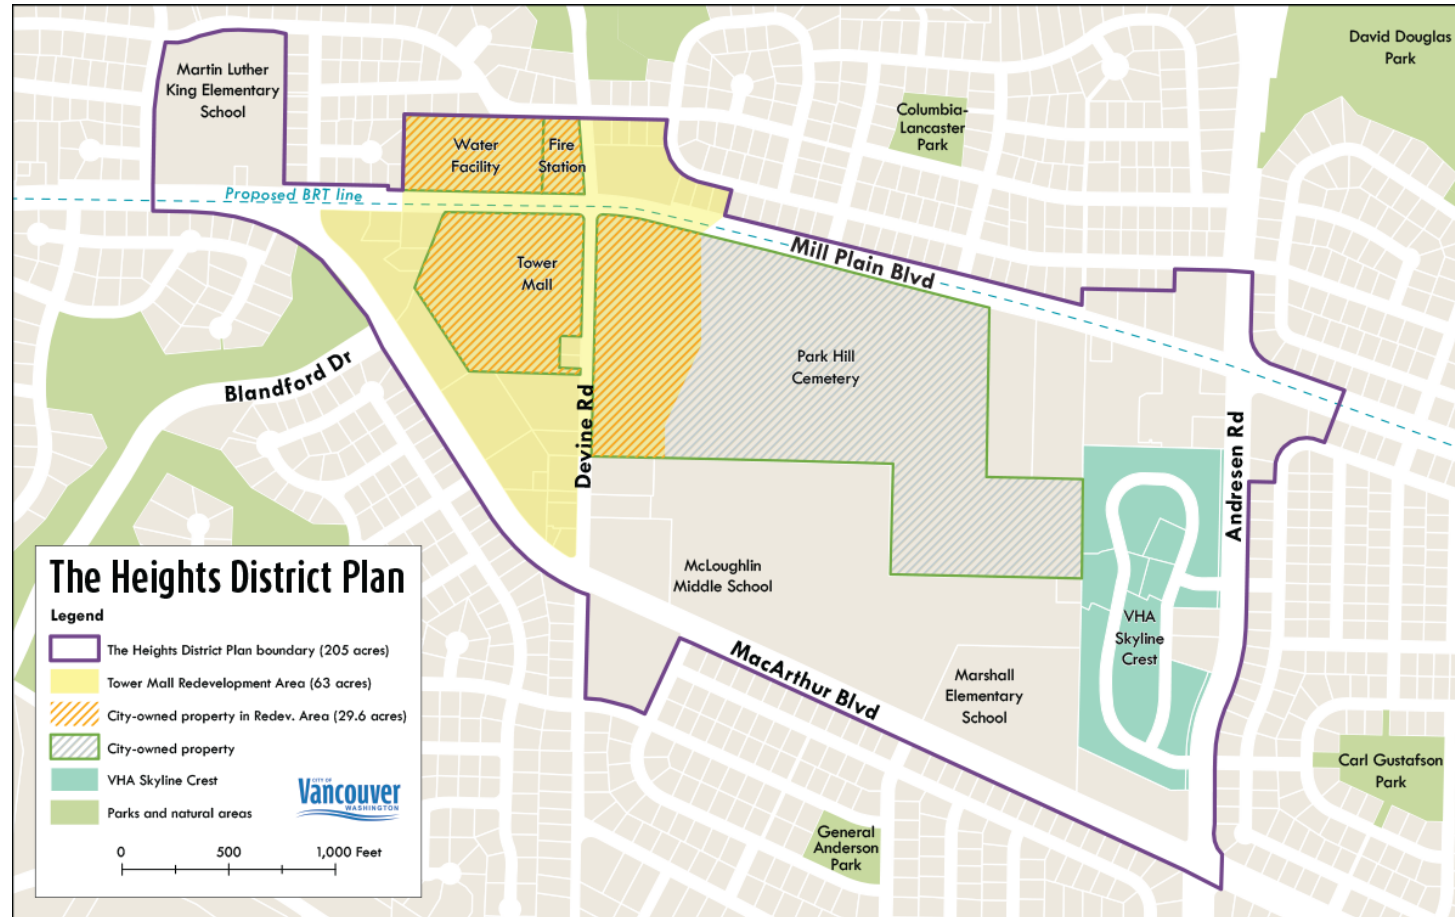 Martin Luther
King Elementary
School
David Douglas
Park
Columbia-
Lancaster
Park
Water
Facility
Fire
Station
Proposed BRT line
Mill Plain Blvd
Tower
Mall
Park Hill
Cemetery
Blandford Dr
Devine Rd
Andresen Rd
McLoughlin
Middle School
VHA
Skyline
Crest
MacArthur Blvd
Marshall
Elementary
School
Carl Gustafson
Park
General
Anderson
Park
The Heights District Plan
Legend
The Heights District Plan boundary (205 acres)
Tower Mall Redevelopment Area (63 acres)
City-owned property in Redev. Area (29.6 acres)
City-owned property
VHA Skyline Crest
Parks and natural areas
CITY OF
Vancouver
WASHINGTON
0 500 1,000 Feet